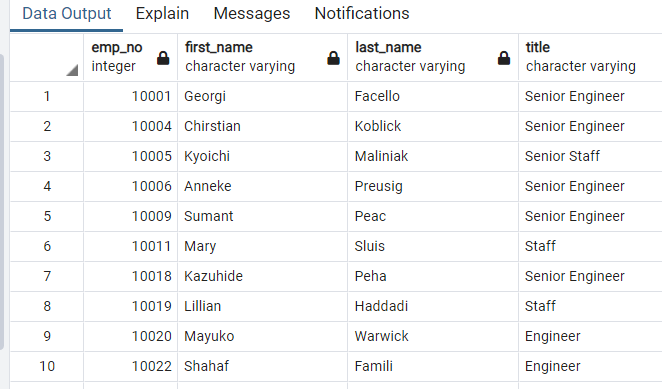 Data Output Explain Messages Notifications
emp_no first_name last_name title
integer character varying character varying character varying
1 10001 Georgi Facello Senior Engineer
2 10004 Chirstian Koblick Senior Engineer
3 10005 Kyoichi Maliniak Senior Staff
4 10006 Anneke Preusig Senior Engineer
5 10009 Sumant Peac Senior Engineer
6 10011 Mary Sluis Staff
7 10018 Kazuhide Peha Senior Engineer
8 10019 Lillian Haddadi Staff
9 10020 Mayuko Warwick Engineer
10 10022 Shahaf Famili Engineer